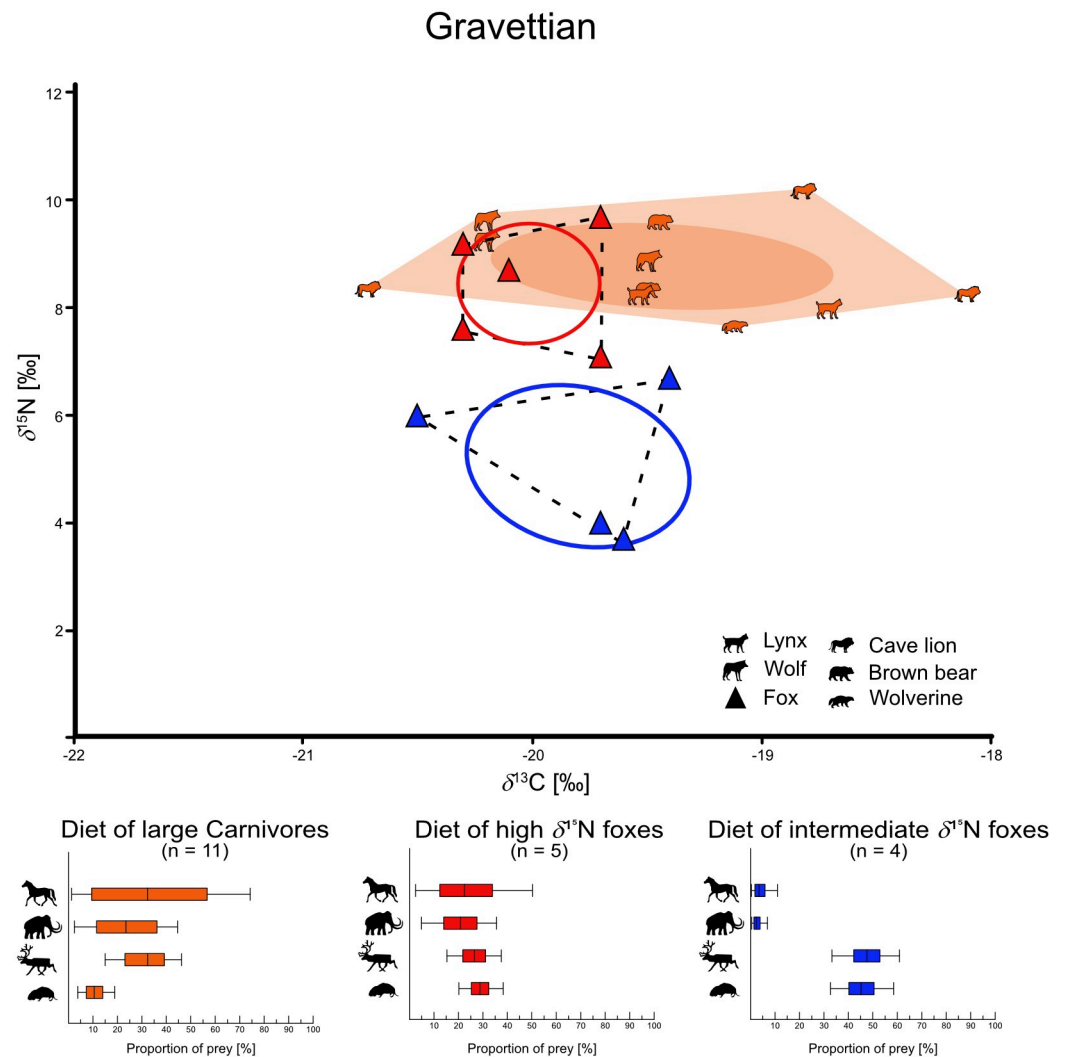 Gravettian
12
10
8
6
4
2
δ¹⁵N [‰]
-22 -21 -20 -19 -18
δ¹³C [‰]
Lynx
Wolf
Fox
Cave lion
Brown bear
Wolverine
Diet of large Carnivores
(n = 11)
10 20 30 40 50 60 70 80 90 100
Proportion of prey [%]
Diet of high δ¹⁵N foxes
(n = 5)
10 20 30 40 50 60 70 80 90 100
Proportion of prey [%]
Diet of intermediate δ¹⁵N foxes
(n = 4)
10 20 30 40 50 60 70 80 90 100
Proportion of prey [%]